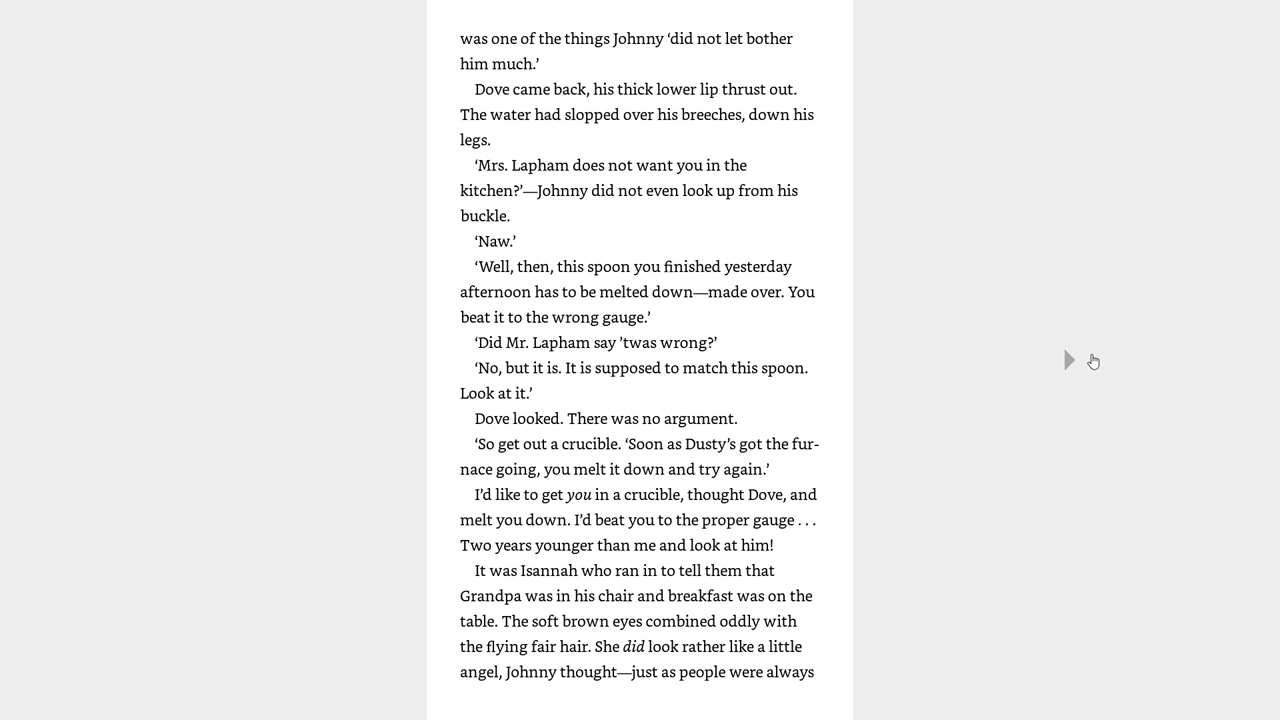 was one of the things Johnny ‘did not let bother
him much.’
Dove came back, his thick lower lip thrust out.
The water had slopped over his breeches, down his
legs.
‘Mrs. Lapham does not want you in the
kitchen?’—Johnny did not even look up from his
buckle.
‘Naw.’
‘Well, then, this spoon you finished yesterday
afternoon has to be melted down—made over. You
beat it to the wrong gauge.’
‘Did Mr. Lapham say ’twas wrong?’
‘No, but it is. It is supposed to match this spoon.
Look at it.’
Dove looked. There was no argument.
‘So get out a crucible. ‘Soon as Dusty’s got the fur-
nace going, you melt it down and try again.’
I’d like to get you in a crucible, thought Dove, and
melt you down. I’d beat you to the proper gauge . . .
Two years younger than me and look at him!
It was Isannah who ran in to tell them that
Grandpa was in his chair and breakfast was on the
table. The soft brown eyes combined oddly with
the flying fair hair. She did look rather like a little
angel, Johnny thought—just as people were always